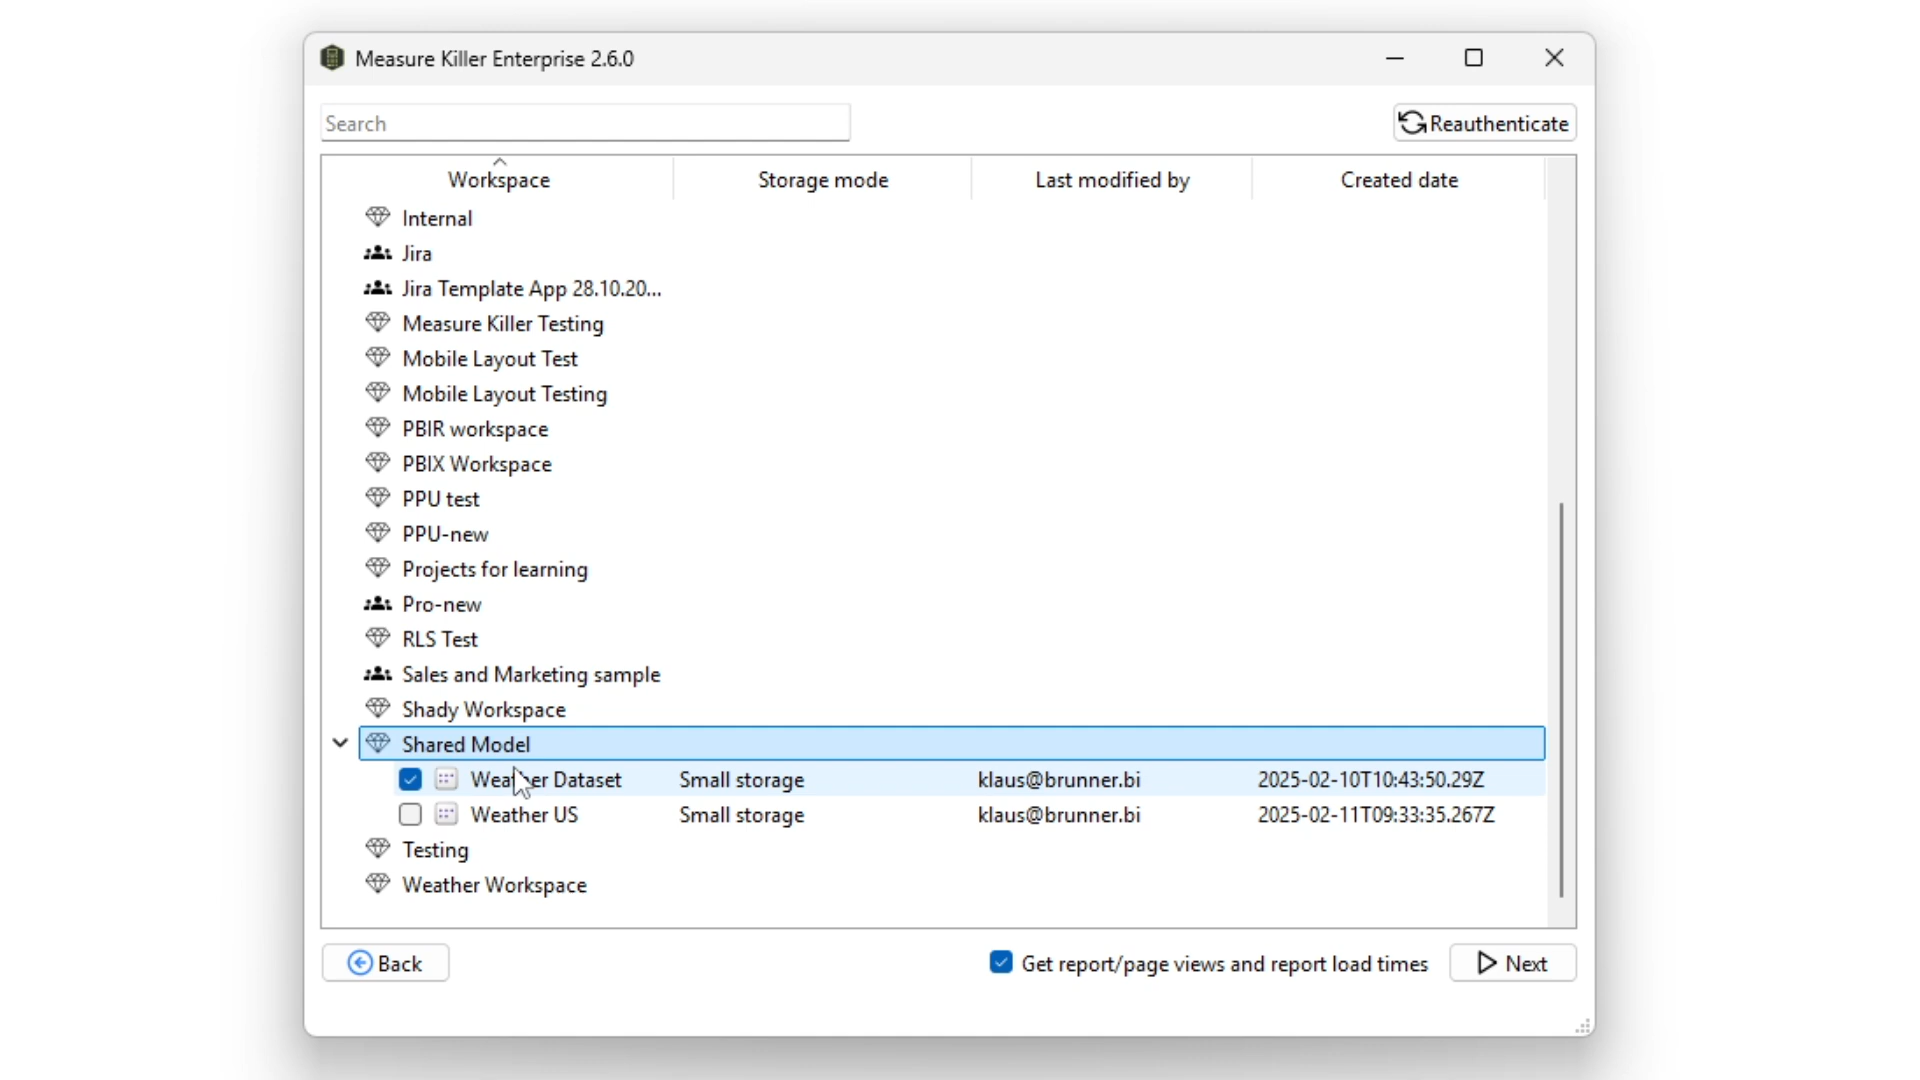 Measure Killer Enterprise 2.6.0
Search
Reauthenticate
Workspace Storage mode Last modified by Created date
Internal
Jira
Jira Template App 28.10.20...
Measure Killer Testing
Mobile Layout Test
Mobile Layout Testing
PBIR workspace
PBIX Workspace
PPU test
PPU-new
Projects for learning
Pro-new
RLS Test
Sales and Marketing sample
Shady Workspace
Shared Model
Weather Dataset Small storage klaus@brunner.bi 2025-02-10T10:43:50.29Z
Weather US Small storage klaus@brunner.bi 2025-02-11T09:33:35.267Z
Testing
Weather Workspace
Back Get report/page views and report load times Next